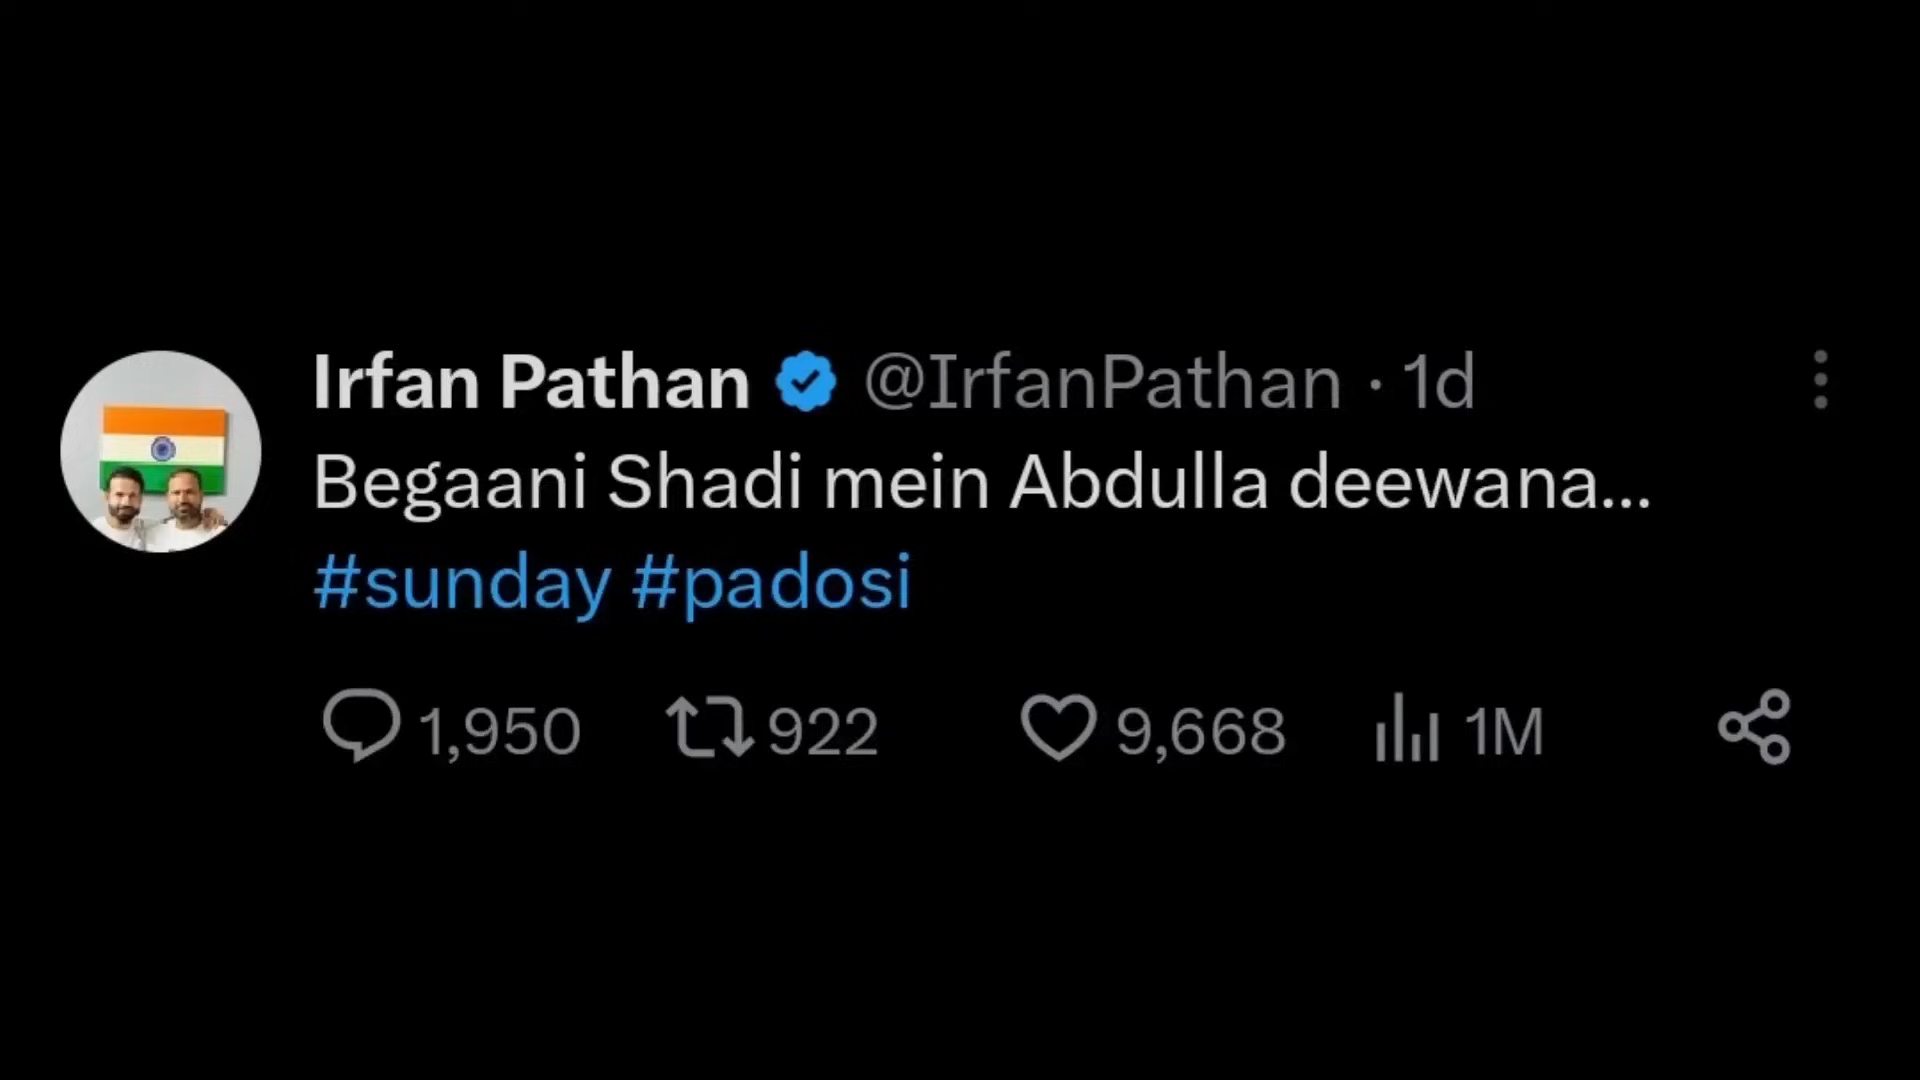 Irfan Pathan @IrfanPathan · 1d
Begaani Shadi mein Abdulla deewana...
#sunday #padosi
1,950 922 9,668 1M